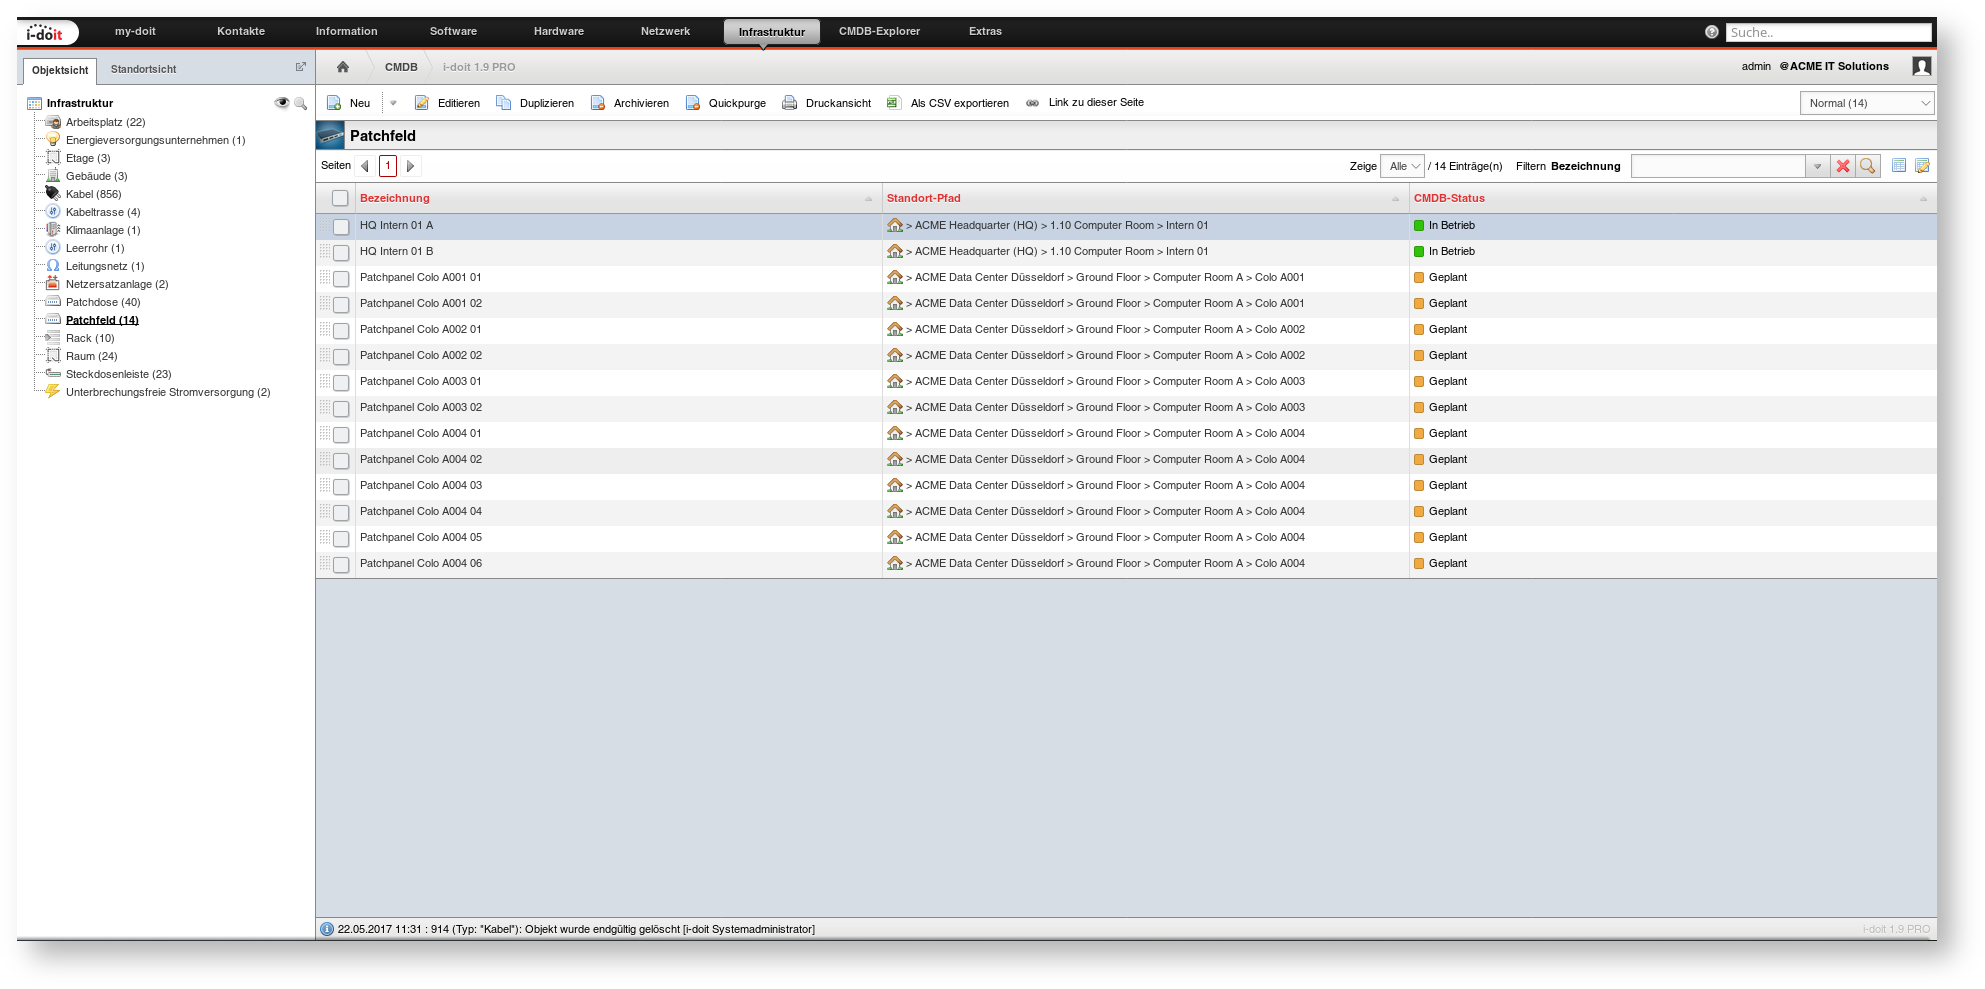 i-doit my-doit Kontakte Information Software Hardware Netzwerk Infrastruktur CMDB-Explorer Extras Suche..
Objektsicht Standortsicht
CMDB i-doit 1.9 PRO admin @ACME IT Solutions
Infrastruktur
Arbeitsplatz (22)
Energieversorgungsunternehmen (1)
Etage (3)
Gebäude (3)
Kabel (856)
Kabeltrasse (4)
Klimaanlage (1)
Leerrohr (1)
Leitungsnetz (1)
Netzersatzanlage (2)
Patchdose (40)
Patchfeld (14)
Rack (10)
Raum (24)
Steckdosenleiste (23)
Unterbrechungsfreie Stromversorgung (2)
Neu Editieren Duplizieren Archivieren Quickpurge Druckansicht Als CSV exportieren Link zu dieser Seite Normal (14)
Patchfeld
Seiten 1 Zeige Alle / 14 Einträge(n) Filtern Bezeichnung
Bezeichnung Standort-Pfad CMDB-Status
HQ Intern 01 A > ACME Headquarter (HQ) > 1.10 Computer Room > Intern 01 In Betrieb
HQ Intern 01 B > ACME Headquarter (HQ) > 1.10 Computer Room > Intern 01 In Betrieb
Patchpanel Colo A001 01 > ACME Data Center Düsseldorf > Ground Floor > Computer Room A > Colo A001 Geplant
Patchpanel Colo A001 02 > ACME Data Center Düsseldorf > Ground Floor > Computer Room A > Colo A001 Geplant
Patchpanel Colo A002 01 > ACME Data Center Düsseldorf > Ground Floor > Computer Room A > Colo A002 Geplant
Patchpanel Colo A002 02 > ACME Data Center Düsseldorf > Ground Floor > Computer Room A > Colo A002 Geplant
Patchpanel Colo A003 01 > ACME Data Center Düsseldorf > Ground Floor > Computer Room A > Colo A003 Geplant
Patchpanel Colo A003 02 > ACME Data Center Düsseldorf > Ground Floor > Computer Room A > Colo A003 Geplant
Patchpanel Colo A004 01 > ACME Data Center Düsseldorf > Ground Floor > Computer Room A > Colo A004 Geplant
Patchpanel Colo A004 02 > ACME Data Center Düsseldorf > Ground Floor > Computer Room A > Colo A004 Geplant
Patchpanel Colo A004 03 > ACME Data Center Düsseldorf > Ground Floor > Computer Room A > Colo A004 Geplant
Patchpanel Colo A004 04 > ACME Data Center Düsseldorf > Ground Floor > Computer Room A > Colo A004 Geplant
Patchpanel Colo A004 05 > ACME Data Center Düsseldorf > Ground Floor > Computer Room A > Colo A004 Geplant
Patchpanel Colo A004 06 > ACME Data Center Düsseldorf > Ground Floor > Computer Room A > Colo A004 Geplant
22.05.2017 11:31 : 914 (Typ: "Kabel"): Objekt wurde endgültig gelöscht [i-doit Systemadministrator] i-doit 1.9 PRO